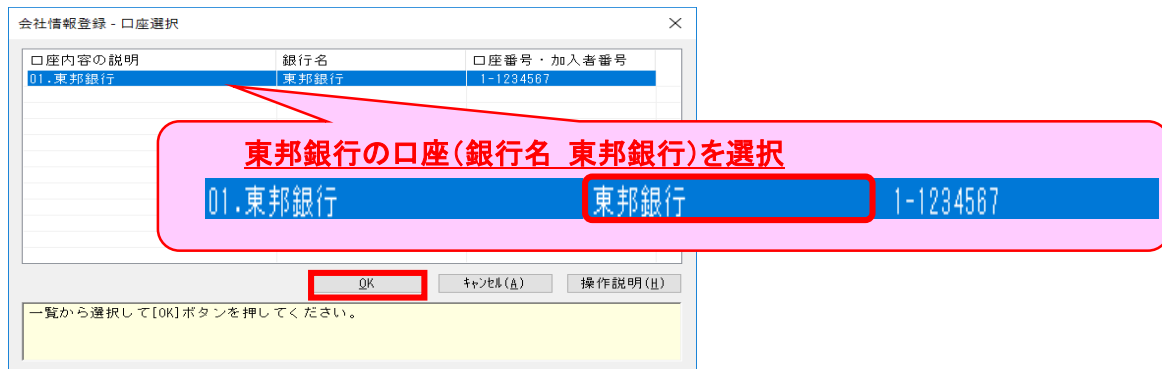 会社情報登録 - 口座選択
口座内容の説明 銀行名 口座番号・加入者番号
01.東邦銀行 東邦銀行 1-1234567
東邦銀行の口座(銀行名 東邦銀行)を選択
01.東邦銀行 東邦銀行 1-1234567
OK ｷｬﾝｾﾙ(A) 操作説明(H)
一覧から選択して[OK]ボタンを押してください。